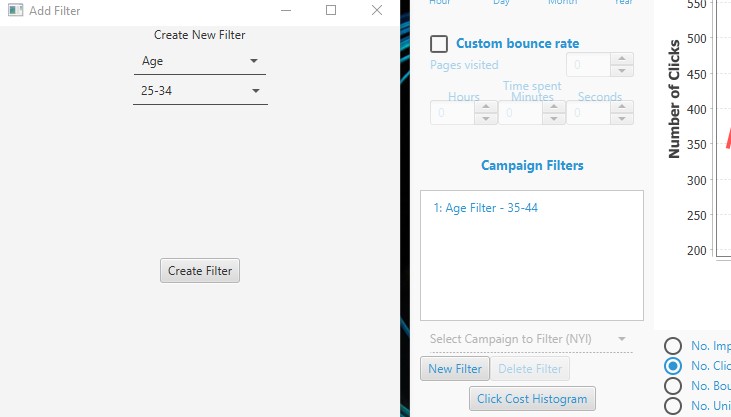 Add Filter
Create New Filter
Age
25-34
Create Filter
Hour Day Month Year
Custom bounce rate
Pages visited 0
Time spent
Hours Minutes Seconds
0 0 0
Campaign Filters
1: Age Filter - 35-44
Select Campaign to Filter (NYI)
New Filter Delete Filter
Click Cost Histogram
Number of Clicks
550
500
450
400
350
300
250
200
No. Imp
No. Clic
No. Bou
No. Uni